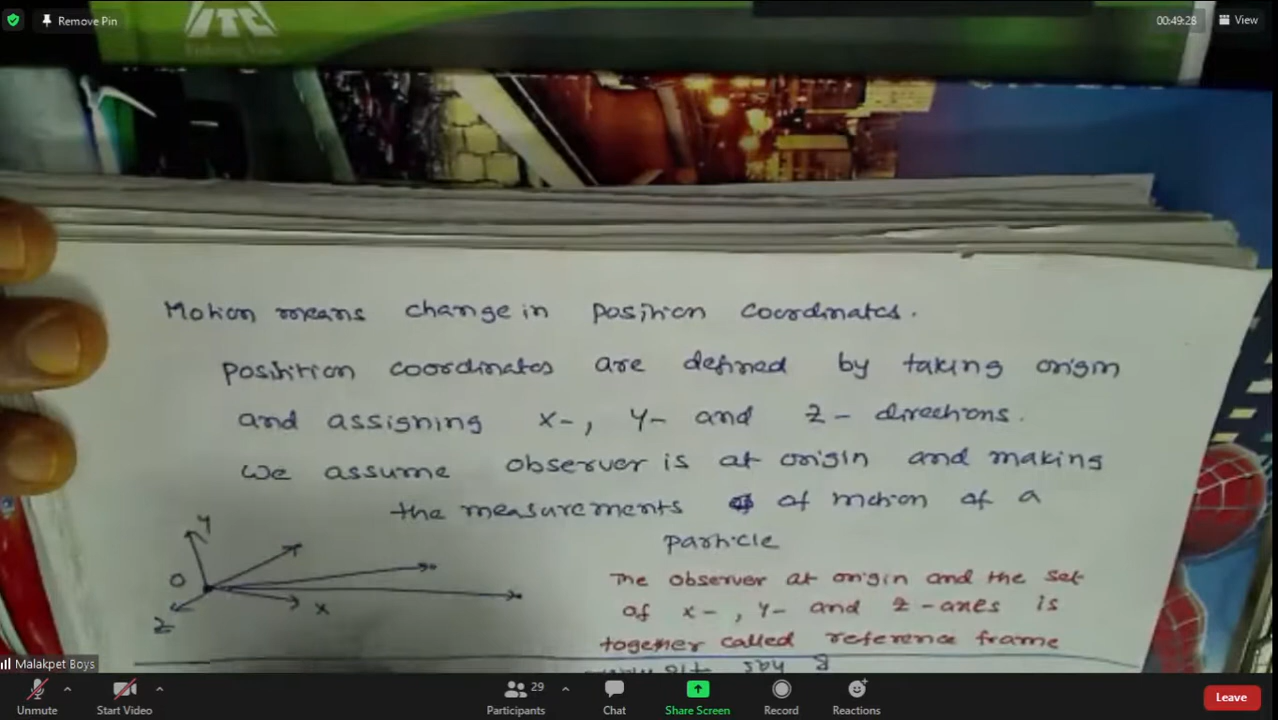 Remove Pin
00:49:28
View
ITC
Motion means change in position coordinates.
position coordinates are defined by taking origin
and assigning x-, y- and z- directions.
We assume observer is at origin and making
the measurements of motion of a
particle
Y
O
X
Z
The observer at origin and the set
of x-, y- and z-axes is
together called reference frame
Malakpet Boys
Unmute
Start Video
Participants
29
Chat
Share Screen
Record
Reactions
Leave